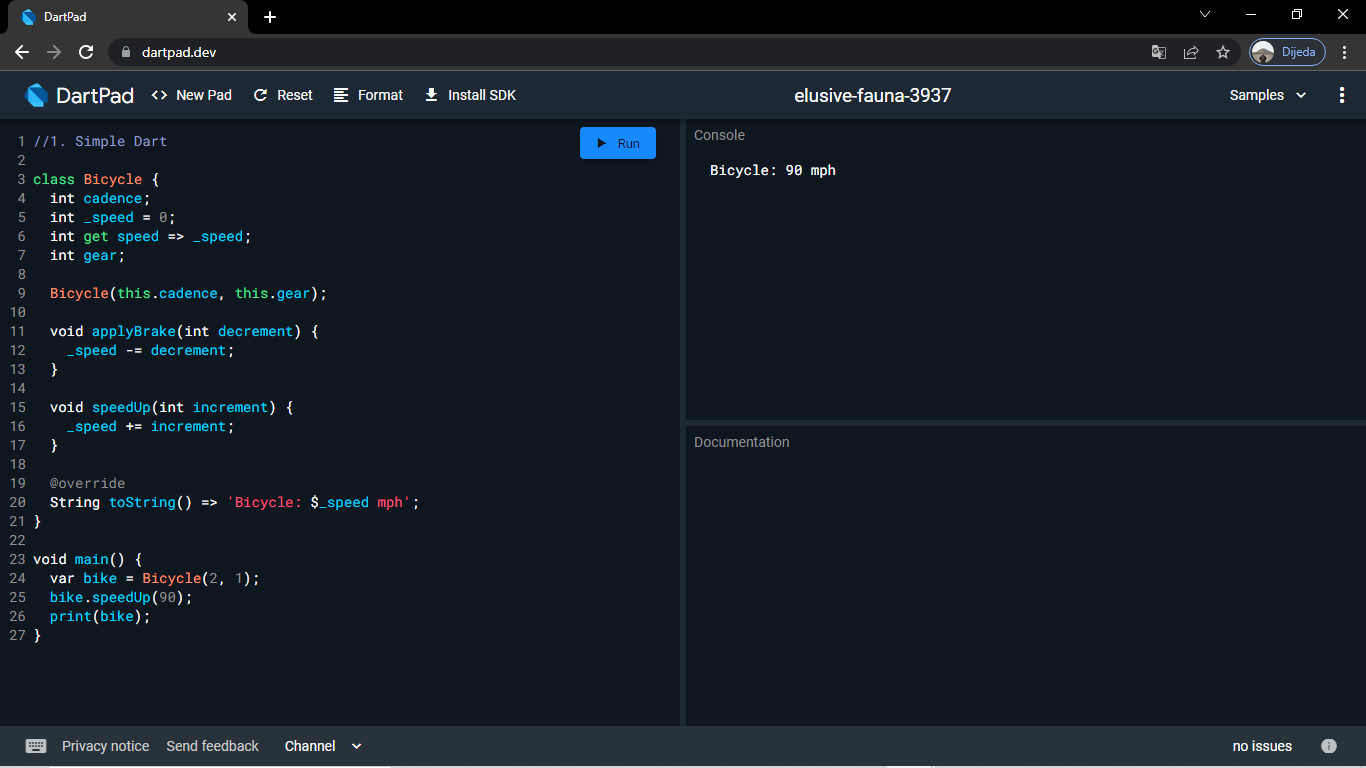 DartPad
dartpad.dev
Dijeda
DartPad
<> New Pad
Reset
Format
Install SDK
elusive-fauna-3937
Samples
Run
1 //1. Simple Dart
2
3 class Bicycle {
4   int cadence;
5   int _speed = 0;
6   int get speed => _speed;
7   int gear;
8
9   Bicycle(this.cadence, this.gear);
10
11   void applyBrake(int decrement) {
12     _speed -= decrement;
13   }
14
15   void speedUp(int increment) {
16     _speed += increment;
17   }
18
19   @override
20   String toString() => 'Bicycle: $_speed mph';
21 }
22
23 void main() {
24   var bike = Bicycle(2, 1);
25   bike.speedUp(90);
26   print(bike);
27 }
Console
Bicycle: 90 mph
Documentation
Privacy notice
Send feedback
Channel
no issues